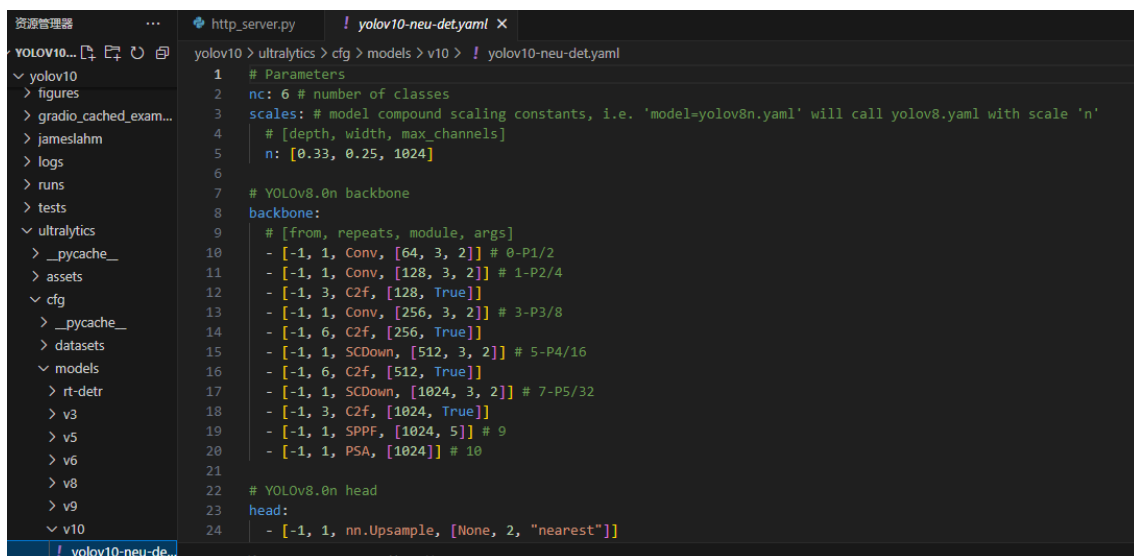 资源管理器
YOLOV10...
yolov10
figures
gradio_cached_exam...
jameslahm
logs
runs
tests
ultralytics
__pycache__
assets
cfg
__pycache__
datasets
models
rt-detr
v3
v5
v6
v8
v9
v10
! yolov10-neu-de...
http_server.py
! yolov10-neu-det.yaml
yolov10 > ultralytics > cfg > models > v10 > ! yolov10-neu-det.yaml
1 # Parameters
2 nc: 6 # number of classes
3 scales: # model compound scaling constants, i.e. 'model=yolov8n.yaml' will call yolov8.yaml with scale 'n'
4 # [depth, width, max_channels]
5 n: [0.33, 0.25, 1024]
6
7 # YOLOv8.0n backbone
8 backbone:
9 # [from, repeats, module, args]
10 - [-1, 1, Conv, [64, 3, 2]] # 0-P1/2
11 - [-1, 1, Conv, [128, 3, 2]] # 1-P2/4
12 - [-1, 3, C2f, [128, True]]
13 - [-1, 1, Conv, [256, 3, 2]] # 3-P3/8
14 - [-1, 6, C2f, [256, True]]
15 - [-1, 1, SCDown, [512, 3, 2]] # 5-P4/16
16 - [-1, 6, C2f, [512, True]]
17 - [-1, 1, SCDown, [1024, 3, 2]] # 7-P5/32
18 - [-1, 3, C2f, [1024, True]]
19 - [-1, 1, SPPF, [1024, 5]] # 9
20 - [-1, 1, PSA, [1024]] # 10
21
22 # YOLOv8.0n head
23 head:
24 - [-1, 1, nn.Upsample, [None, 2, "nearest"]]